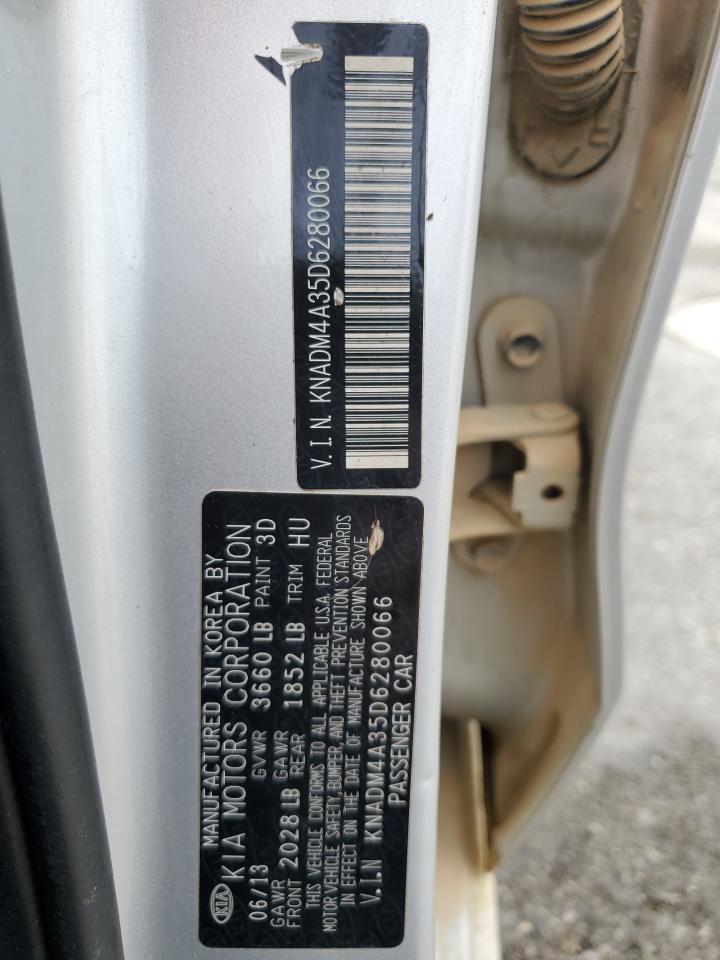 V.I.N. KNADM4A35D6280066
KIA
MANUFACTURED IN KOREA BY
KIA MOTORS CORPORATION
06/13 GVWR 3660 LB PAINT 3D
GAWR FRONT 2028 LB GAWR REAR 1852 LB TRIM HU
THIS VEHICLE CONFORMS TO ALL APPLICABLE U.S.A. FEDERAL
MOTOR VEHICLE SAFETY, BUMPER, AND THEFT PREVENTION STANDARDS
IN EFFECT ON THE DATE OF MANUFACTURE SHOWN ABOVE
V.I.N KNADM4A35D6280066
PASSENGER CAR